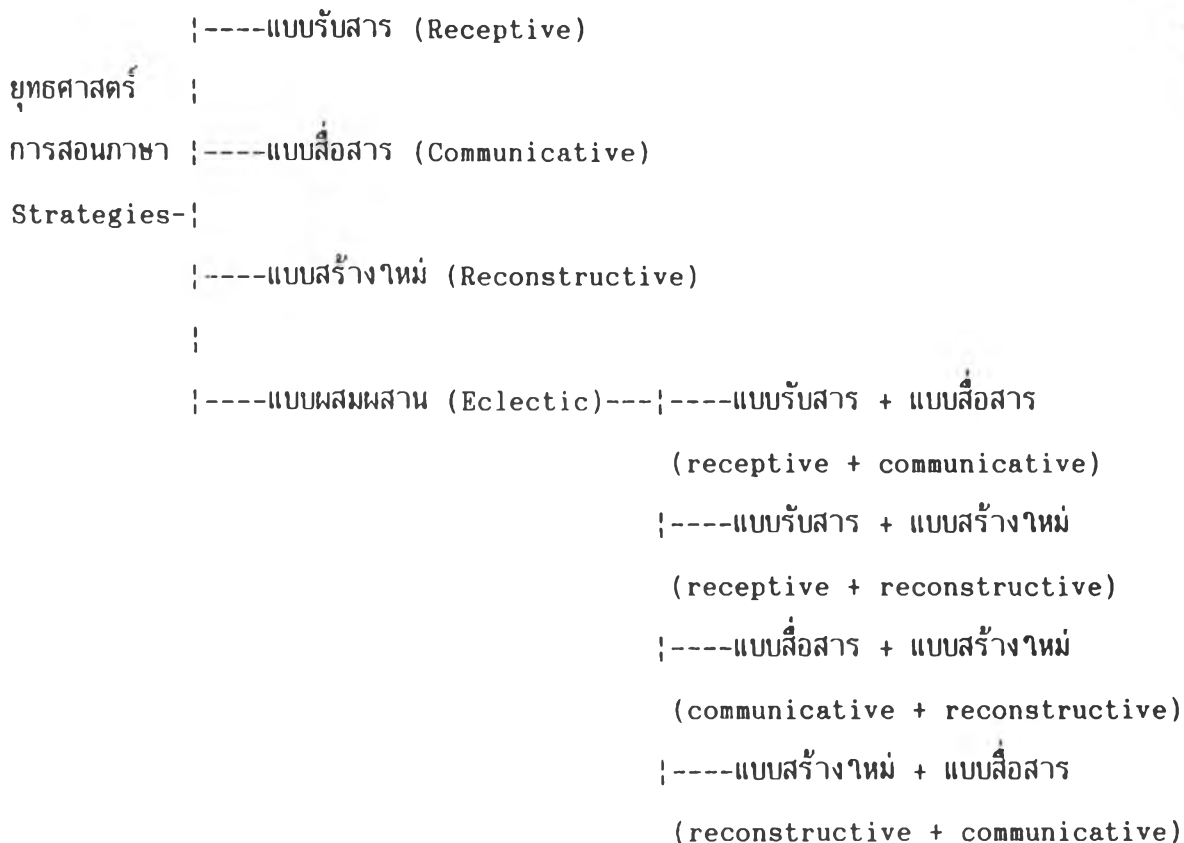 ¦----แบบรับสาร (Receptive)
ยุทธศาสตร์ ¦
การสอนภาษา ¦----แบบสื่อสาร (Communicative)
Strategies-¦
¦----แบบสร้างใหม่ (Reconstructive)
¦
¦----แบบผสมผสาน (Eclectic)---¦----แบบรับสาร + แบบสื่อสาร
(receptive + communicative)
¦----แบบรับสาร + แบบสร้างใหม่
(receptive + reconstructive)
¦----แบบสื่อสาร + แบบสร้างใหม่
(communicative + reconstructive)
¦----แบบสร้างใหม่ + แบบสื่อสาร
(reconstructive + communicative)